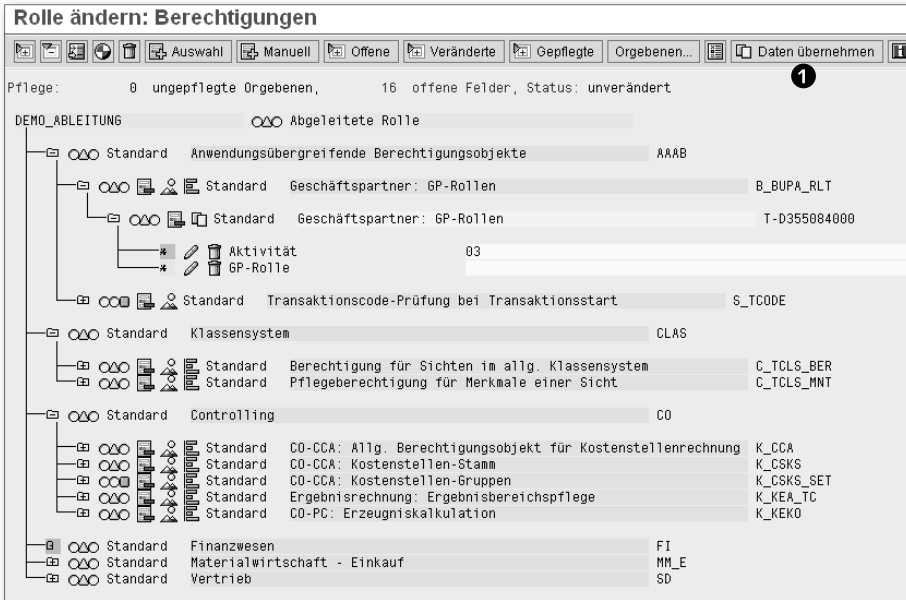 Rolle ändern: Berechtigungen
Auswahl Manuell Offene Veränderte Gepflegte Orgebenen... Daten übernehmen
1
Pflege: 0 ungepflegte Orgebenen, 16 offene Felder, Status: unverändert
DEMO_ABLEITUNG Abgeleitete Rolle
Standard Anwendungsübergreifende Berechtigungsobjekte AAAB
Standard Geschäftspartner: GP-Rollen B_BUPA_RLT
Standard Geschäftspartner: GP-Rollen T-D355084000
* Aktivität 03
* GP-Rolle
Standard Transaktionscode-Prüfung bei Transaktionsstart S_TCODE
Standard Klassensystem CLAS
Standard Berechtigung für Sichten im allg. Klassensystem C_TCLS_BER
Standard Pflegeberechtigung für Merkmale einer Sicht C_TCLS_MNT
Standard Controlling CO
Standard CO-CCA: Allg. Berechtigungsobjekt für Kostenstellenrechnung K_CCA
Standard CO-CCA: Kostenstellen-Stamm K_CSKS
Standard CO-CCA: Kostenstellen-Gruppen K_CSKS_SET
Standard Ergebnisrechnung: Ergebnisbereichspflege K_KEA_TC
Standard CO-PC: Erzeugniskalkulation K_KEKO
Standard Finanzwesen FI
Standard Materialwirtschaft - Einkauf MM_E
Standard Vertrieb SD